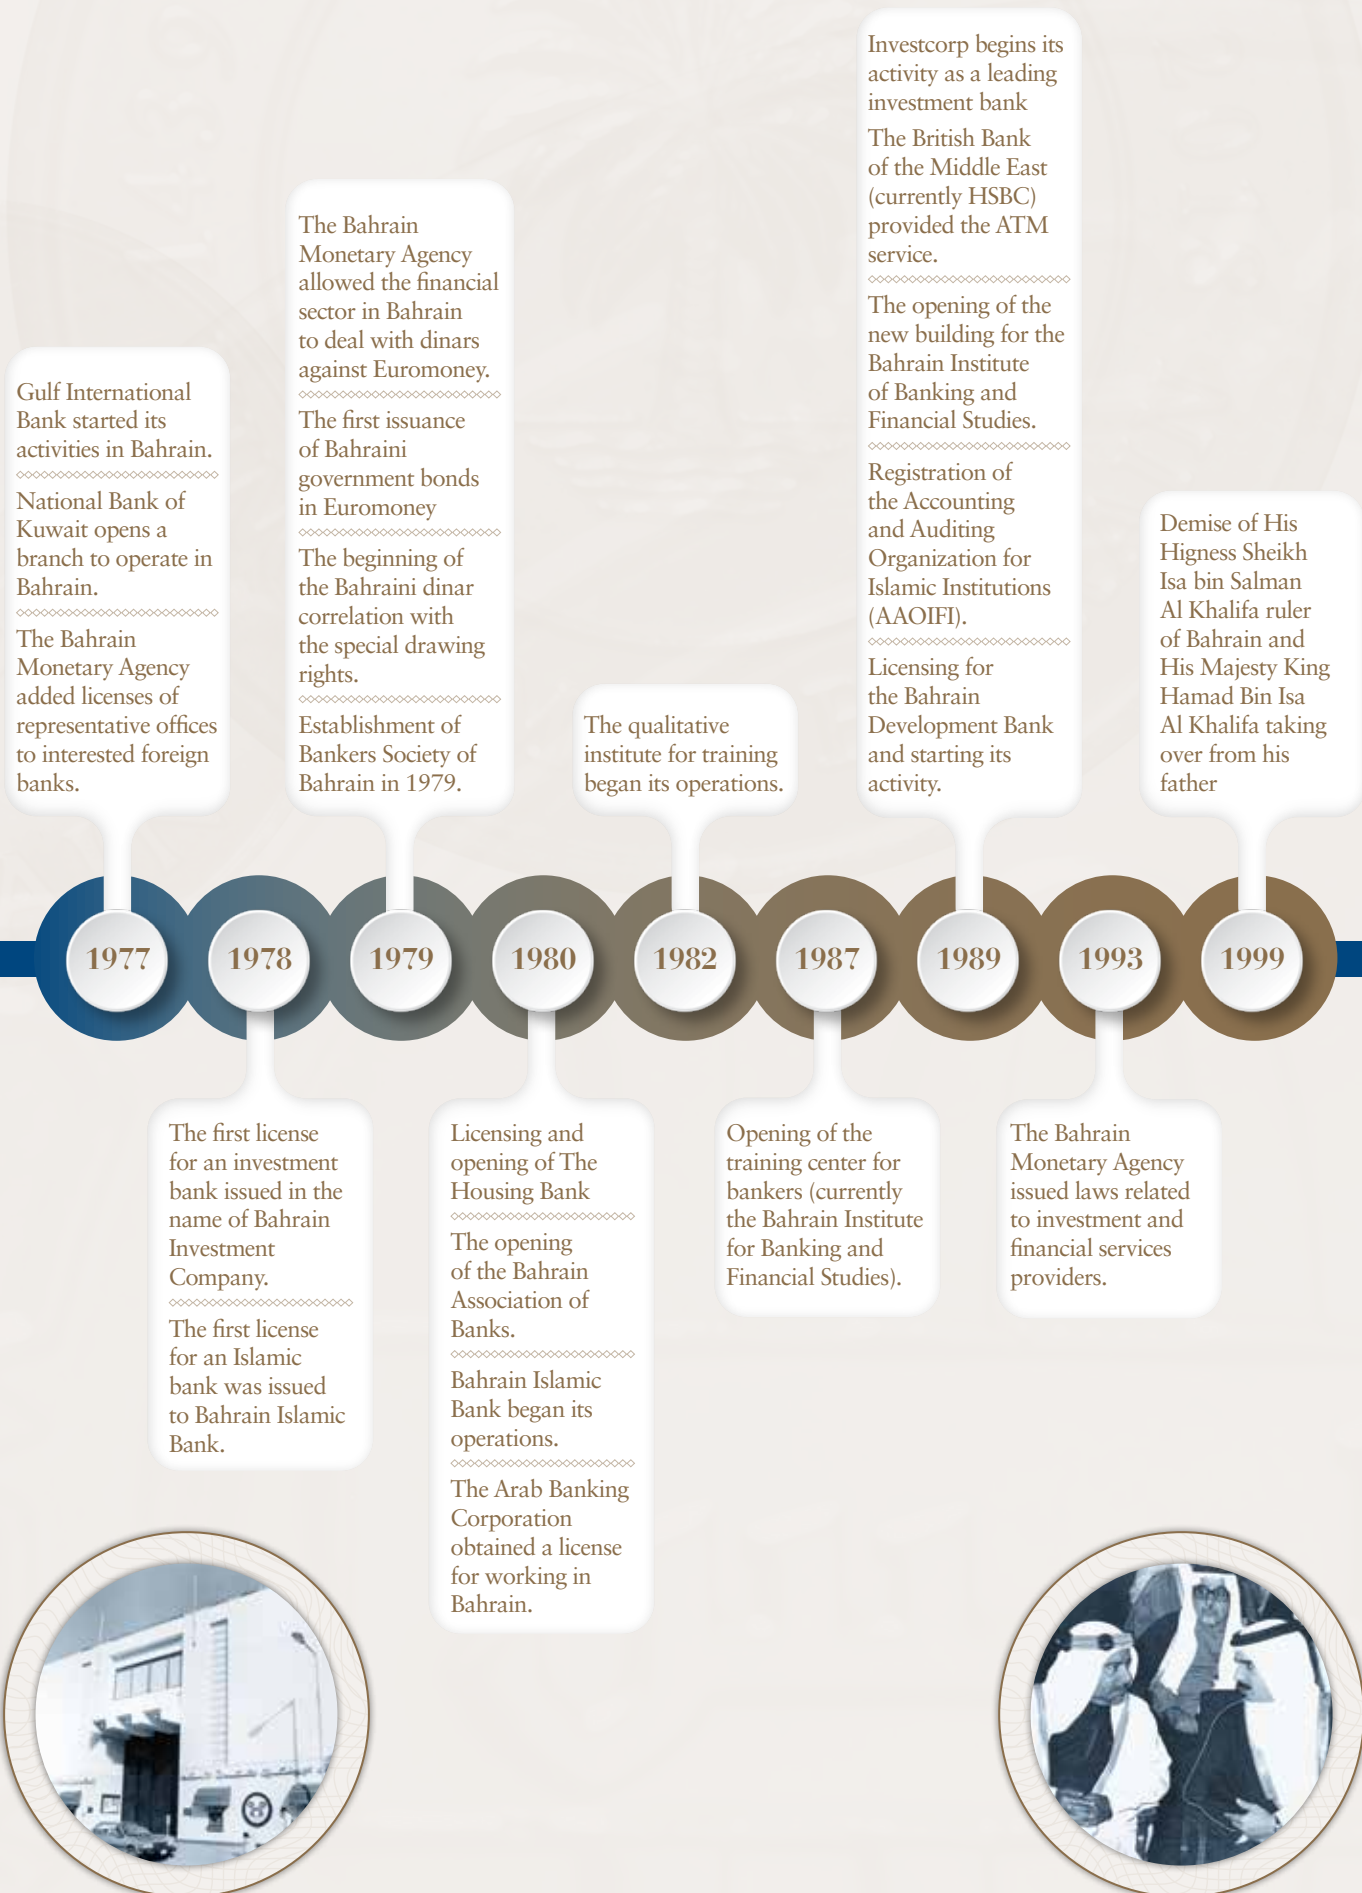 Investcorp begins its
activity as a leading
investment bank
The British Bank
of the Middle East
(currently HSBC)
provided the ATM
service.
The opening of the
new building for the
Bahrain Institute
of Banking and
Financial Studies.
Registration of
the Accounting
and Auditing
Organization for
Islamic Institutions
(AAOIFI).
Licensing for
the Bahrain
Development Bank
and starting its
activity.
The Bahrain
Monetary Agency
allowed the financial
sector in Bahrain
to deal with dinars
against Euromoney.
The first issuance
of Bahraini
government bonds
in Euromoney
The beginning of
the Bahraini dinar
correlation with
the special drawing
rights.
Establishment of
Bankers Society of
Bahrain in 1979.
Gulf International
Bank started its
activities in Bahrain.
National Bank of
Kuwait opens a
branch to operate in
Bahrain.
The Bahrain
Monetary Agency
added licenses of
representative offices
to interested foreign
banks.
The qualitative
institute for training
began its operations.
Demise of His
Higness Sheikh
Isa bin Salman
Al Khalifa ruler
of Bahrain and
His Majesty King
Hamad Bin Isa
Al Khalifa taking
over from his
father
1977
1978
1979
1980
1982
1987
1989
1993
1999
The first license
for an investment
bank issued in the
name of Bahrain
Investment
Company.
The first license
for an Islamic
bank was issued
to Bahrain Islamic
Bank.
Licensing and
opening of The
Housing Bank
The opening
of the Bahrain
Association of
Banks.
Bahrain Islamic
Bank began its
operations.
The Arab Banking
Corporation
obtained a license
for working in
Bahrain.
Opening of the
training center for
bankers (currently
the Bahrain Institute
for Banking and
Financial Studies).
The Bahrain
Monetary Agency
issued laws related
to investment and
financial services
providers.